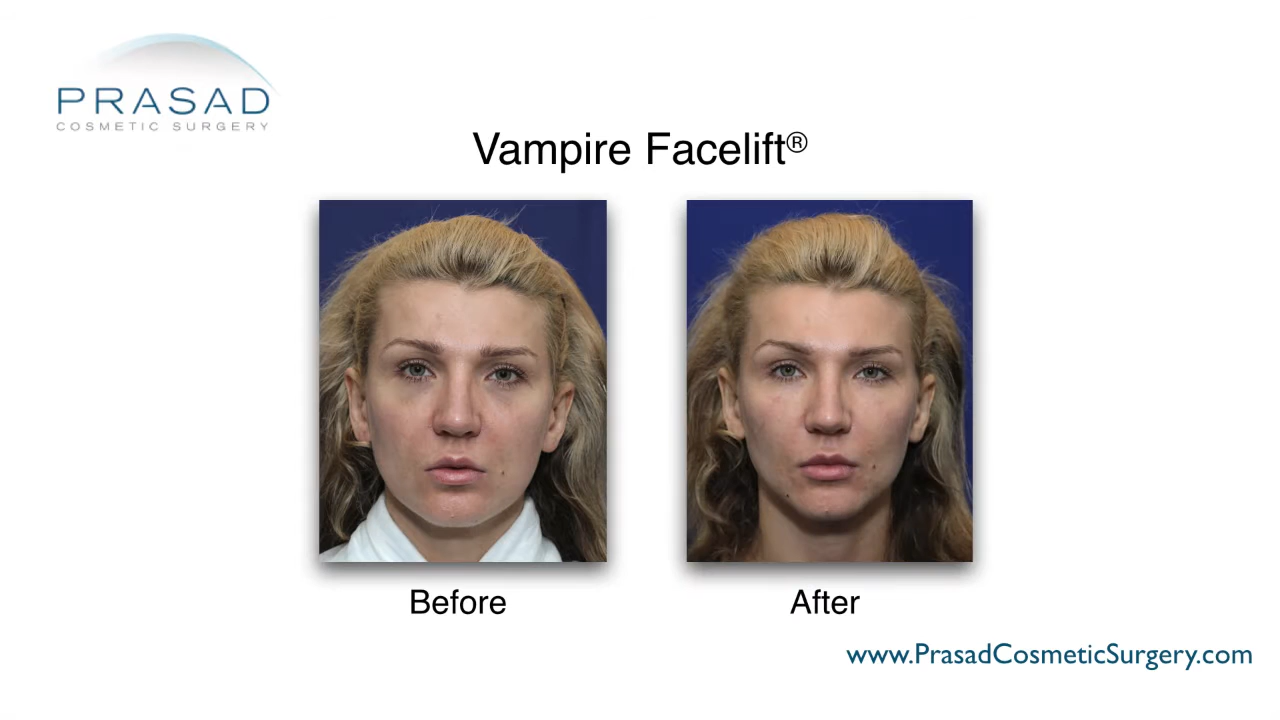 PRASAD
COSMETIC SURGERY
Vampire Facelift®
Before
After
www.PrasadCosmeticSurgery.com